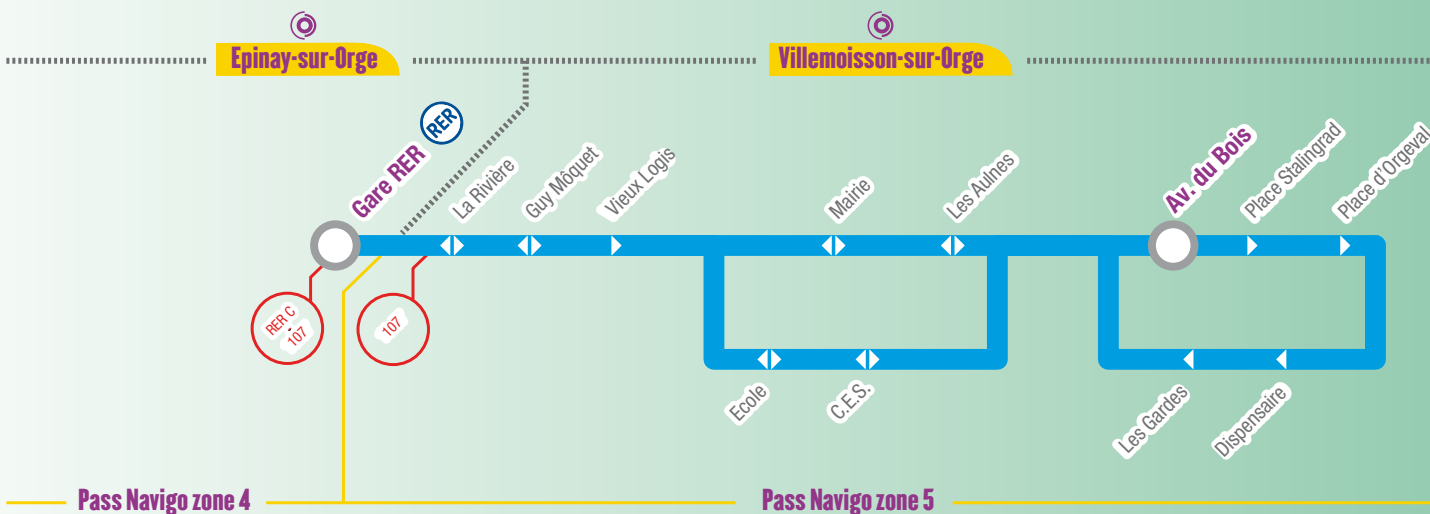 Epinay-sur-Orge
Villemoisson-sur-Orge
RER
Gare RER
La Rivière
Guy Môquet
Vieux Logis
Mairie
Les Aulnes
Av. du Bois
Place Stalingrad
Place d'Orgeval
RER C
-
107
107
Ecole
C.E.S.
Les Gardes
Dispensaire
Pass Navigo zone 4
Pass Navigo zone 5